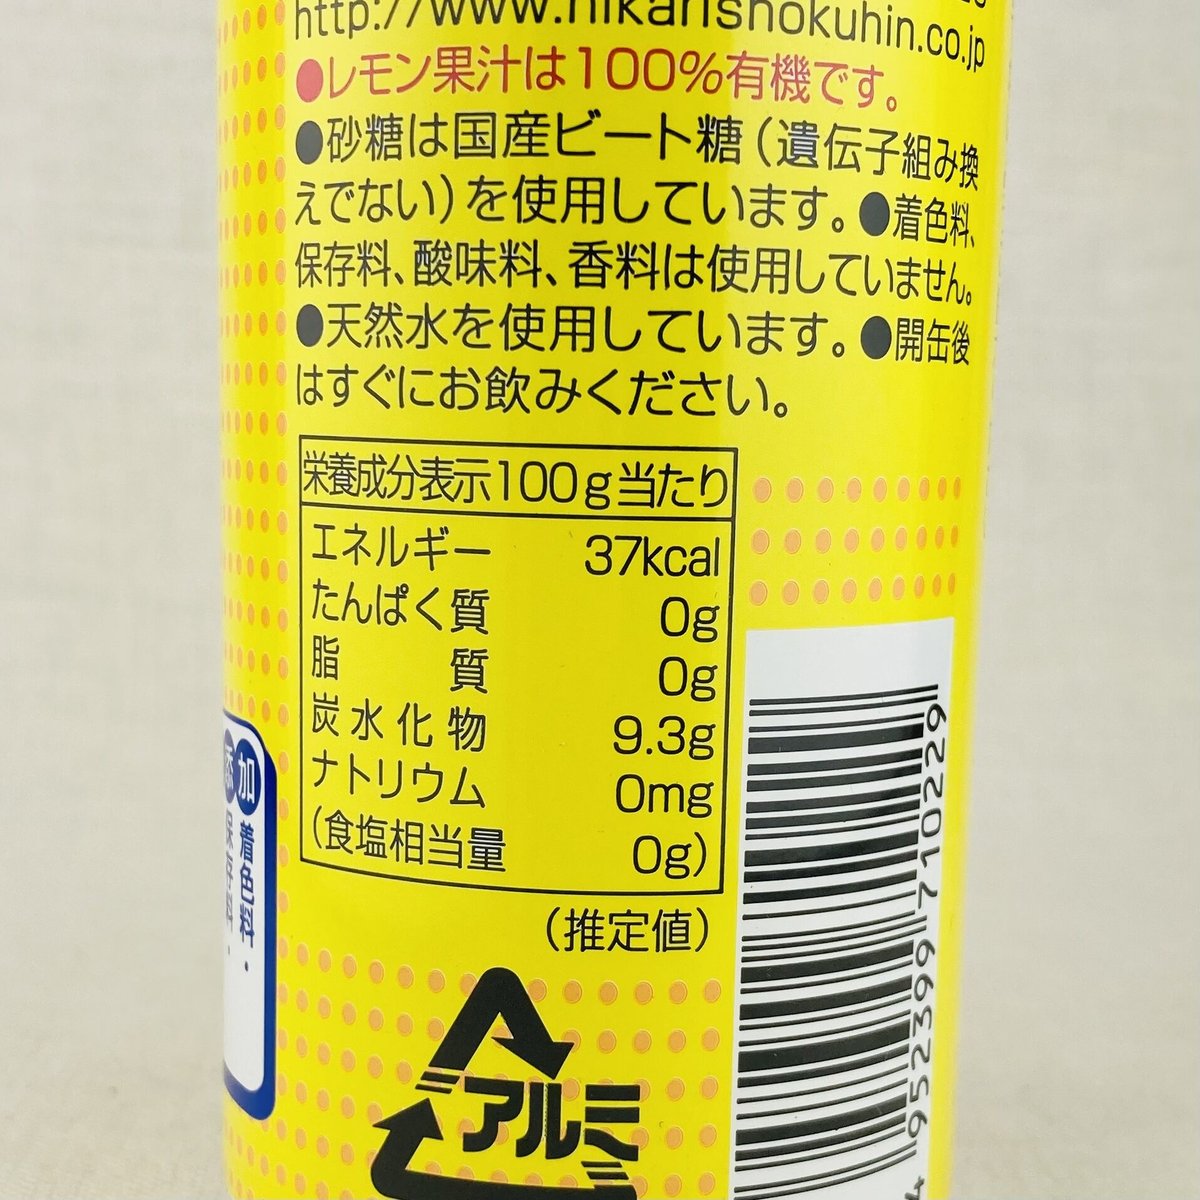 http://www.hikarishokuhin.co.jp
●レモン果汁は100%有機です。
●砂糖は国産ビート糖(遺伝子組み換
えでない)を使用しています。●着色料、
保存料、酸味料、香料は使用していません。
●天然水を使用しています。●開缶後
はすぐにお飲みください。
栄養成分表示100g当たり
エネルギー 37kcal
たんぱく質 0g
脂質 0g
炭水化物 9.3g
ナトリウム 0mg
(食塩相当量 0g)
(推定値)
アルミ
添加
着色料・
保存料・
4 952399 710229